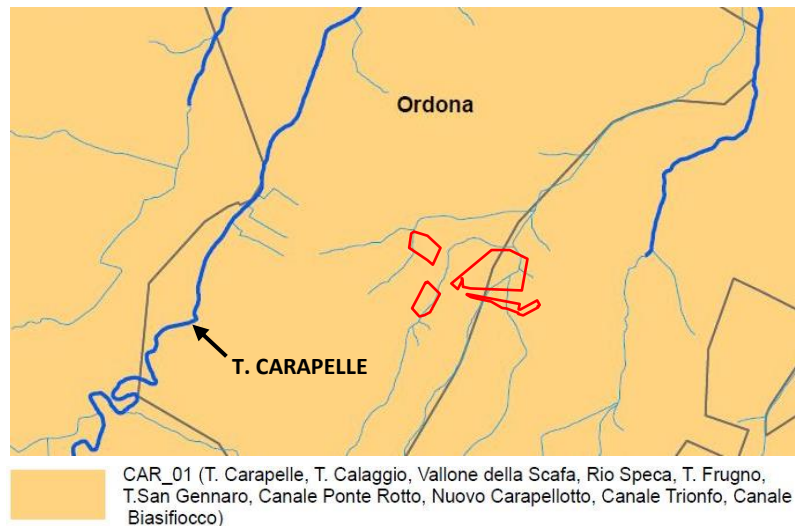 Ordona
T. CARAPELLE
CAR_01 (T. Carapelle, T. Calaggio, Vallone della Scafa, Rio Speca, T. Frugno,
T.San Gennaro, Canale Ponte Rotto, Nuovo Carapellotto, Canale Trionfo, Canale
Biasifiocco)